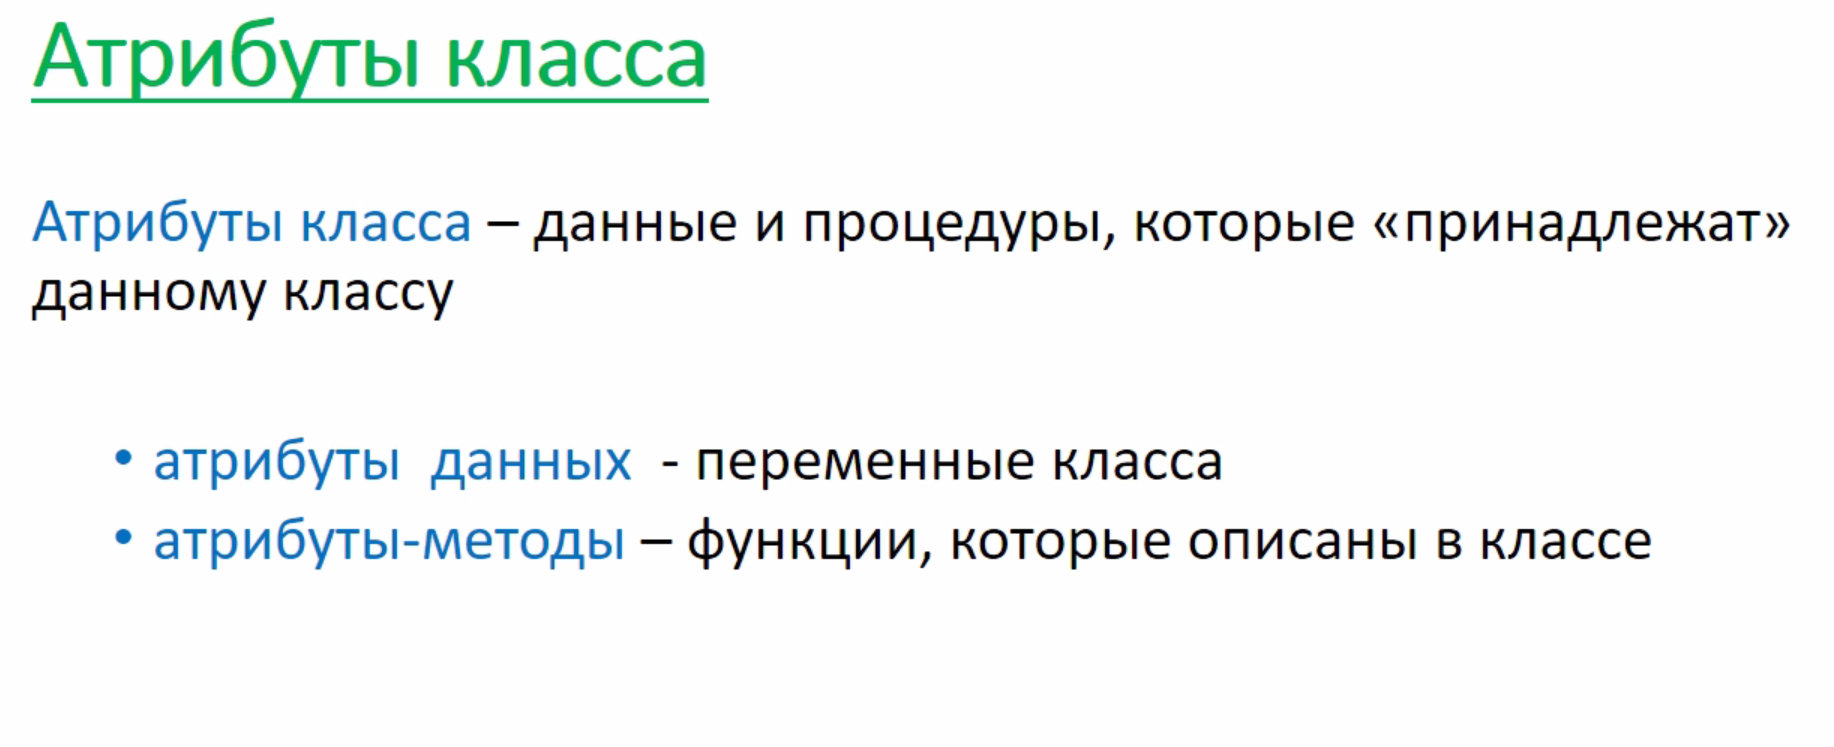 Атрибуты класса
Атрибуты класса – данные и процедуры, которые «принадлежат»
данному классу
• атрибуты данных - переменные класса
• атрибуты-методы – функции, которые описаны в классе